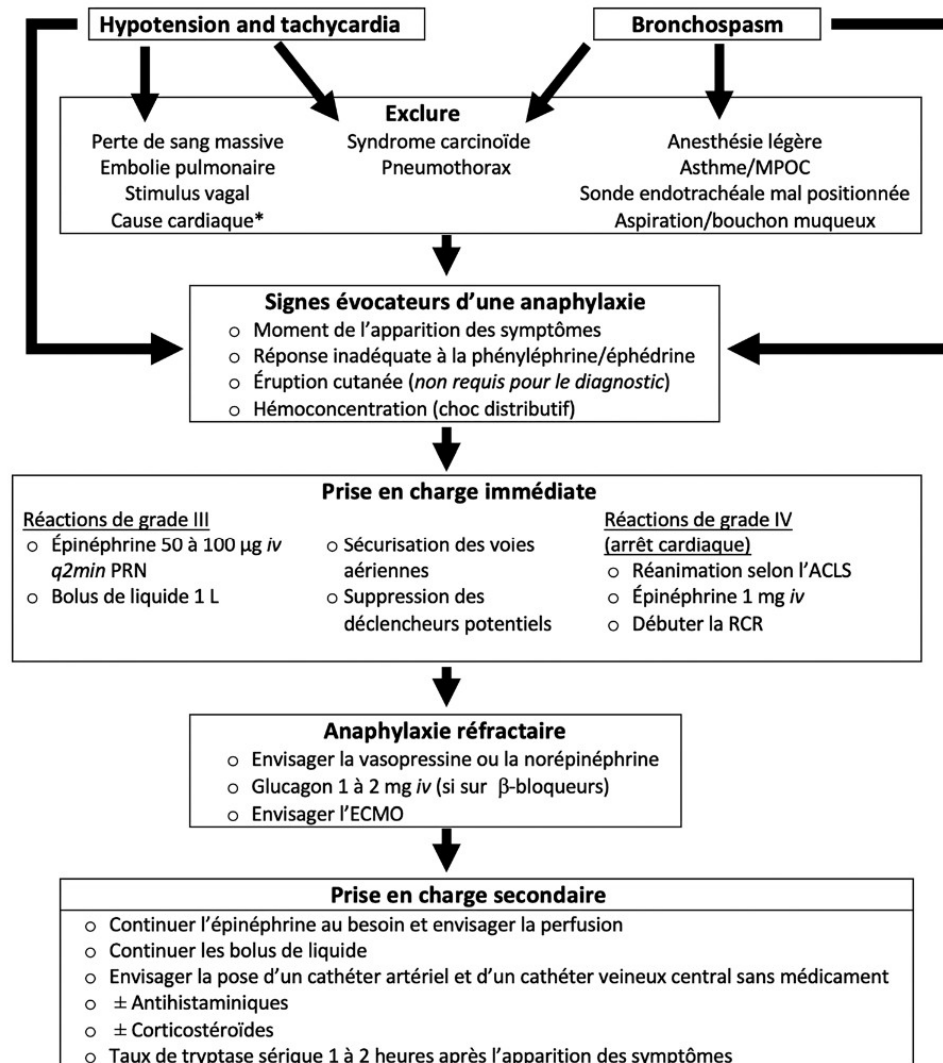 Hypotension and tachycardia
Bronchospasm
Exclure
Perte de sang massive
Embolie pulmonaire
Stimulus vagal
Cause cardiaque*
Syndrome carcinoïde
Pneumothorax
Anesthésie légère
Asthme/MPOC
Sonde endotrachéale mal positionnée
Aspiration/bouchon muqueux
Signes évocateurs d’une anaphylaxie
o Moment de l’apparition des symptômes
o Réponse inadéquate à la phényléphrine/éphédrine
o Éruption cutanée (non requis pour le diagnostic)
o Hémoconcentration (choc distributif)
Prise en charge immédiate
Réactions de grade III
o Épinéphrine 50 à 100 µg iv
q2min PRN
o Bolus de liquide 1 L
o Sécurisation des voies
aériennes
o Suppression des
déclencheurs potentiels
Réactions de grade IV
(arrêt cardiaque)
o Réanimation selon l’ACLS
o Épinéphrine 1 mg iv
o Débuter la RCR
Anaphylaxie réfractaire
o Envisager la vasopressine ou la norépinéphrine
o Glucagon 1 à 2 mg iv (si sur β-bloqueurs)
o Envisager l’ECMO
Prise en charge secondaire
o Continuer l’épinéphrine au besoin et envisager la perfusion
o Continuer les bolus de liquide
o Envisager la pose d’un cathéter artériel et d’un cathéter veineux central sans médicament
o ± Antihistaminiques
o ± Corticostéroïdes
o Taux de tryptase sérique 1 à 2 heures après l’apparition des symptômes